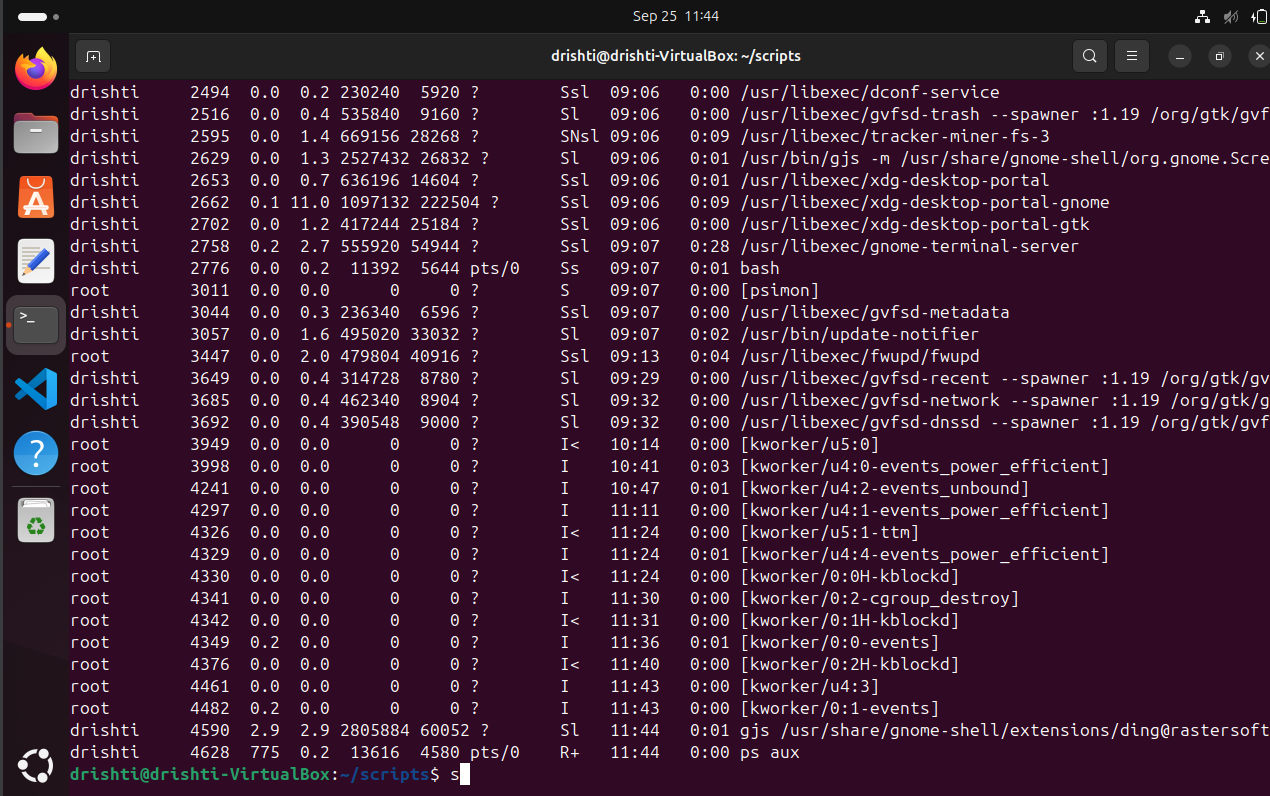 Sep 25 11:44
drishti@drishti-VirtualBox: ~/scripts
drishti 2494 0.0 0.2 230240 5920 ? Ssl 09:06 0:00 /usr/libexec/dconf-service
drishti 2516 0.0 0.4 535840 9160 ? Sl 09:06 0:00 /usr/libexec/gvfsd-trash --spawner :1.19 /org/gtk/gvf
drishti 2595 0.0 1.4 669156 28268 ? SNsl 09:06 0:09 /usr/libexec/tracker-miner-fs-3
drishti 2629 0.0 1.3 2527432 26832 ? Sl 09:06 0:01 /usr/bin/gjs -m /usr/share/gnome-shell/org.gnome.Scre
drishti 2653 0.0 0.7 636196 14604 ? Ssl 09:06 0:01 /usr/libexec/xdg-desktop-portal
drishti 2662 0.1 11.0 1097132 222504 ? Ssl 09:06 0:09 /usr/libexec/xdg-desktop-portal-gnome
drishti 2702 0.0 1.2 417244 25184 ? Ssl 09:06 0:00 /usr/libexec/xdg-desktop-portal-gtk
drishti 2758 0.2 2.7 555920 54944 ? Ssl 09:07 0:28 /usr/libexec/gnome-terminal-server
drishti 2776 0.0 0.2 11392 5644 pts/0 Ss 09:07 0:01 bash
root 3011 0.0 0.0 0 0 ? S 09:07 0:00 [psimon]
drishti 3044 0.0 0.3 236340 6596 ? Ssl 09:07 0:00 /usr/libexec/gvfsd-metadata
drishti 3057 0.0 1.6 495020 33032 ? Sl 09:07 0:02 /usr/bin/update-notifier
root 3447 0.0 2.0 479804 40916 ? Ssl 09:13 0:04 /usr/libexec/fwupd/fwupd
drishti 3649 0.0 0.4 314728 8780 ? Sl 09:29 0:00 /usr/libexec/gvfsd-recent --spawner :1.19 /org/gtk/gv
drishti 3685 0.0 0.4 462340 8904 ? Sl 09:32 0:00 /usr/libexec/gvfsd-network --spawner :1.19 /org/gtk/g
drishti 3692 0.0 0.4 390548 9000 ? Sl 09:32 0:00 /usr/libexec/gvfsd-dnssd --spawner :1.19 /org/gtk/gvf
root 3949 0.0 0.0 0 0 ? I< 10:14 0:00 [kworker/u5:0]
root 3998 0.0 0.0 0 0 ? I 10:41 0:03 [kworker/u4:0-events_power_efficient]
root 4241 0.0 0.0 0 0 ? I 10:47 0:01 [kworker/u4:2-events_unbound]
root 4297 0.0 0.0 0 0 ? I 11:11 0:00 [kworker/u4:1-events_power_efficient]
root 4326 0.0 0.0 0 0 ? I< 11:24 0:00 [kworker/u5:1-ttm]
root 4329 0.0 0.0 0 0 ? I 11:24 0:01 [kworker/u4:4-events_power_efficient]
root 4330 0.0 0.0 0 0 ? I< 11:24 0:00 [kworker/0:0H-kblockd]
root 4341 0.0 0.0 0 0 ? I 11:30 0:00 [kworker/0:2-cgroup_destroy]
root 4342 0.0 0.0 0 0 ? I< 11:31 0:00 [kworker/0:1H-kblockd]
root 4349 0.2 0.0 0 0 ? I 11:36 0:01 [kworker/0:0-events]
root 4376 0.0 0.0 0 0 ? I< 11:40 0:00 [kworker/0:2H-kblockd]
root 4461 0.0 0.0 0 0 ? I 11:43 0:00 [kworker/u4:3]
root 4482 0.2 0.0 0 0 ? I 11:43 0:00 [kworker/0:1-events]
drishti 4590 2.9 2.9 2805884 60052 ? Sl 11:44 0:01 gjs /usr/share/gnome-shell/extensions/ding@rastersoft
drishti 4628 775 0.2 13616 4580 pts/0 R+ 11:44 0:00 ps aux
drishti@drishti-VirtualBox:~/scripts$ s